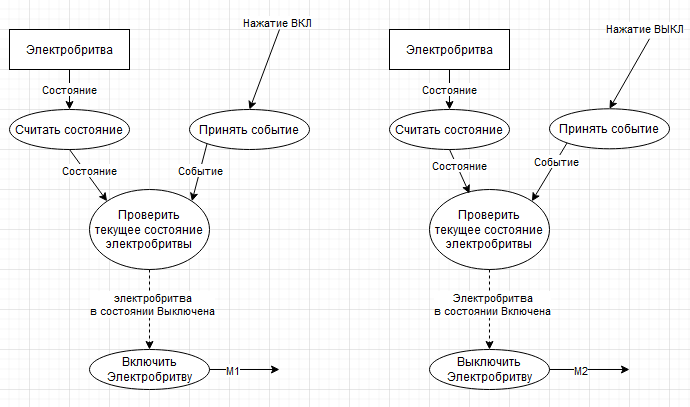 Нажатие ВКЛ
Электробритва
Состояние
Считать состояние
Принять событие
Состояние
Событие
Проверить
текущее состояние
электробритвы
электробритва
в состоянии Выключена
Включить
Электробритву
М1
Нажатие ВЫКЛ
Электробритва
Состояние
Считать состояние
Принять событие
Состояние
Событие
Проверить
текущее состояние
электробритвы
Электробритва
в состоянии Включена
Выключить
Электробритву
М2